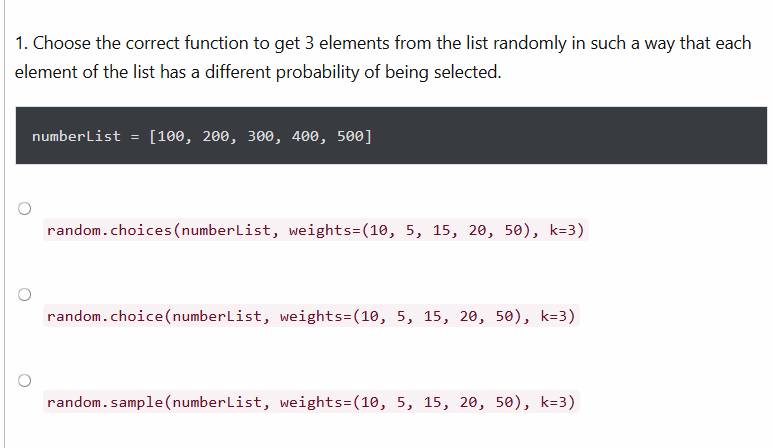 1. Choose the correct function to get 3 elements from the list randomly in such a way that each
element of the list has a different probability of being selected.
numberList = [100, 200, 300, 400, 500]
random.choices(numberList, weights=(10, 5, 15, 20, 50), k=3)
random.choice(numberList, weights=(10, 5, 15, 20, 50), k=3)
random.sample(numberList, weights=(10, 5, 15, 20, 50), k=3)